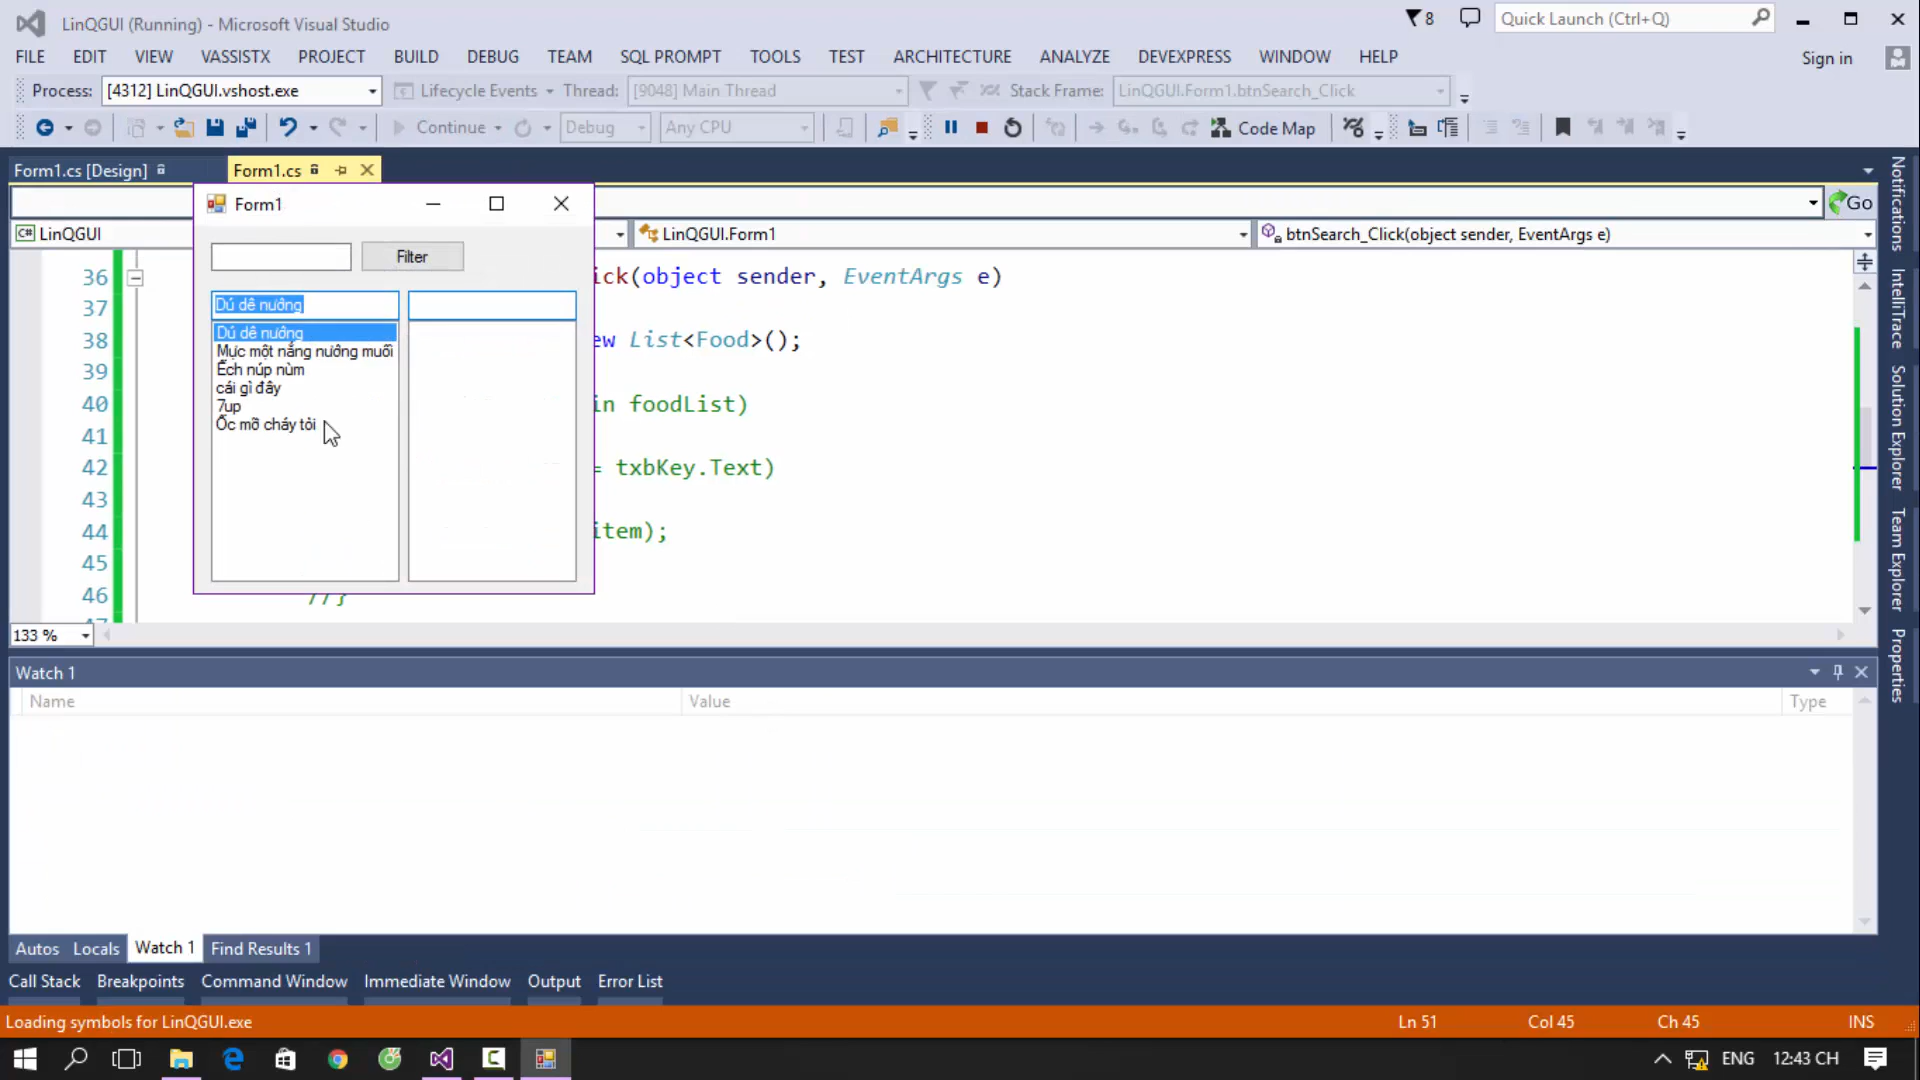 LinQGUI (Running) - Microsoft Visual Studio
8
Quick Launch (Ctrl+Q)
FILE EDIT VIEW VASSISTX PROJECT BUILD DEBUG TEAM SQL PROMPT TOOLS TEST ARCHITECTURE ANALYZE DEVEXPRESS WINDOW HELP
Sign in
Process: [4312] LinQGUI.vshost.exe Lifecycle Events Thread: [9048] Main Thread Stack Frame: LinQGUI.Form1.btnSearch_Click
Continue Debug Any CPU Code Map
Form1.cs [Design] Form1.cs
Form1
Go
C# LinQGUI LinQGUI.Form1 btnSearch_Click(object sender, EventArgs e)
Filter
Dú dê nướng
Dú dê nướng
Mực một nắng nướng muối
Ếch núp nùm
cái gì đây
7up
Ốc mỡ cháy tỏi
36 ick(object sender, EventArgs e)
37
38 ew List<Food>();
39
40 in foodList)
41
42 = txbKey.Text)
43
44 item);
45
46 //}
47
133 %
Watch 1
Name Value Type
Autos Locals Watch 1 Find Results 1
Call Stack Breakpoints Command Window Immediate Window Output Error List
Loading symbols for LinQGUI.exe Ln 51 Col 45 Ch 45 INS
ENG 12:43 CH
Notifications
IntelliTrace
Solution Explorer
Team Explorer
Properties